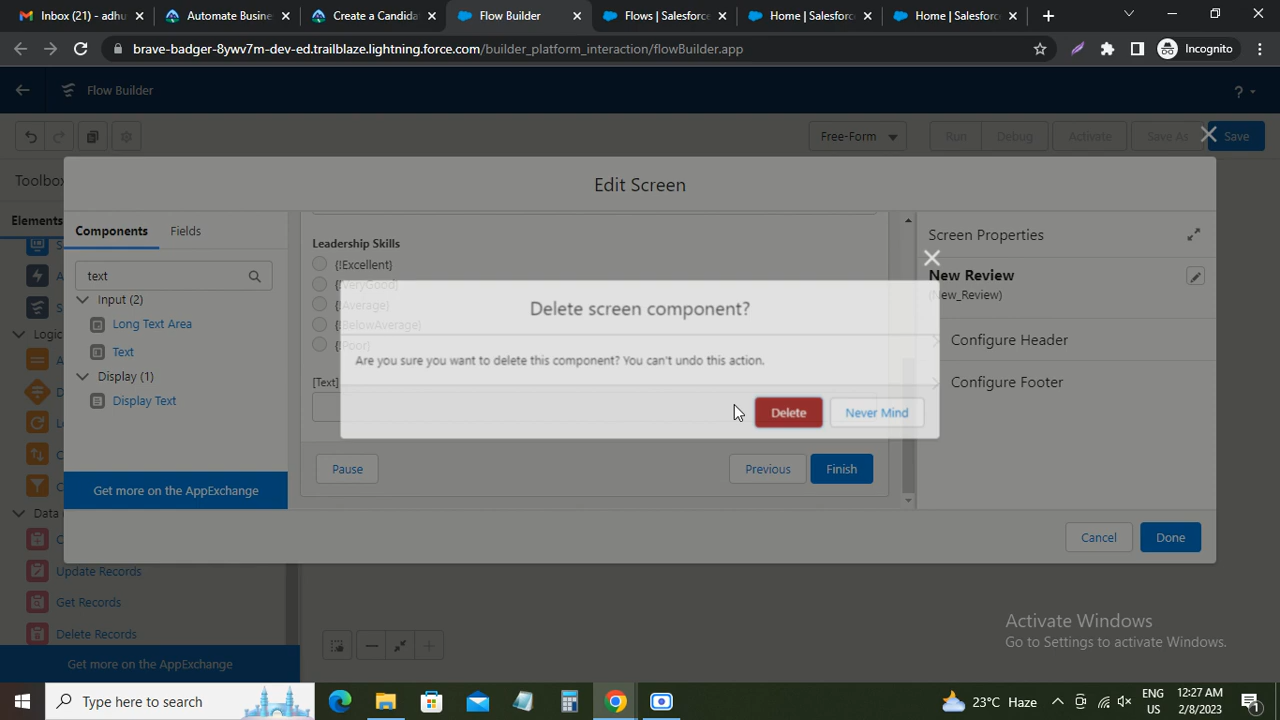 Inbox (21) - adhu
Automate Busine
Create a Candida
Flow Builder
Flows | Salesforc
Home | Salesforc
Home | Salesforc
brave-badger-8ywv7m-dev-ed.trailblaze.lightning.force.com/builder_platform_interaction/flowBuilder.app
Incognito
Flow Builder
?
Free-Form
Run
Debug
Activate
Save As
Save
Toolbox
Edit Screen
Elements
Components
Fields
text
Input (2)
Long Text Area
Text
Display (1)
Display Text
Get more on the AppExchange
Logic
Data
Update Records
Get Records
Delete Records
Get more on the AppExchange
Leadership Skills
{!Excellent}
{!VeryGood}
{!Average}
{!BelowAverage}
{!Poor}
[Text]
Pause
Previous
Finish
Screen Properties
New Review
(New_Review)
Configure Header
Configure Footer
Delete screen component?
Are you sure you want to delete this component? You can't undo this action.
Delete
Never Mind
Cancel
Done
Activate Windows
Go to Settings to activate Windows.
Type here to search
23°C Haze
ENG
US
12:27 AM
2/8/2023
1